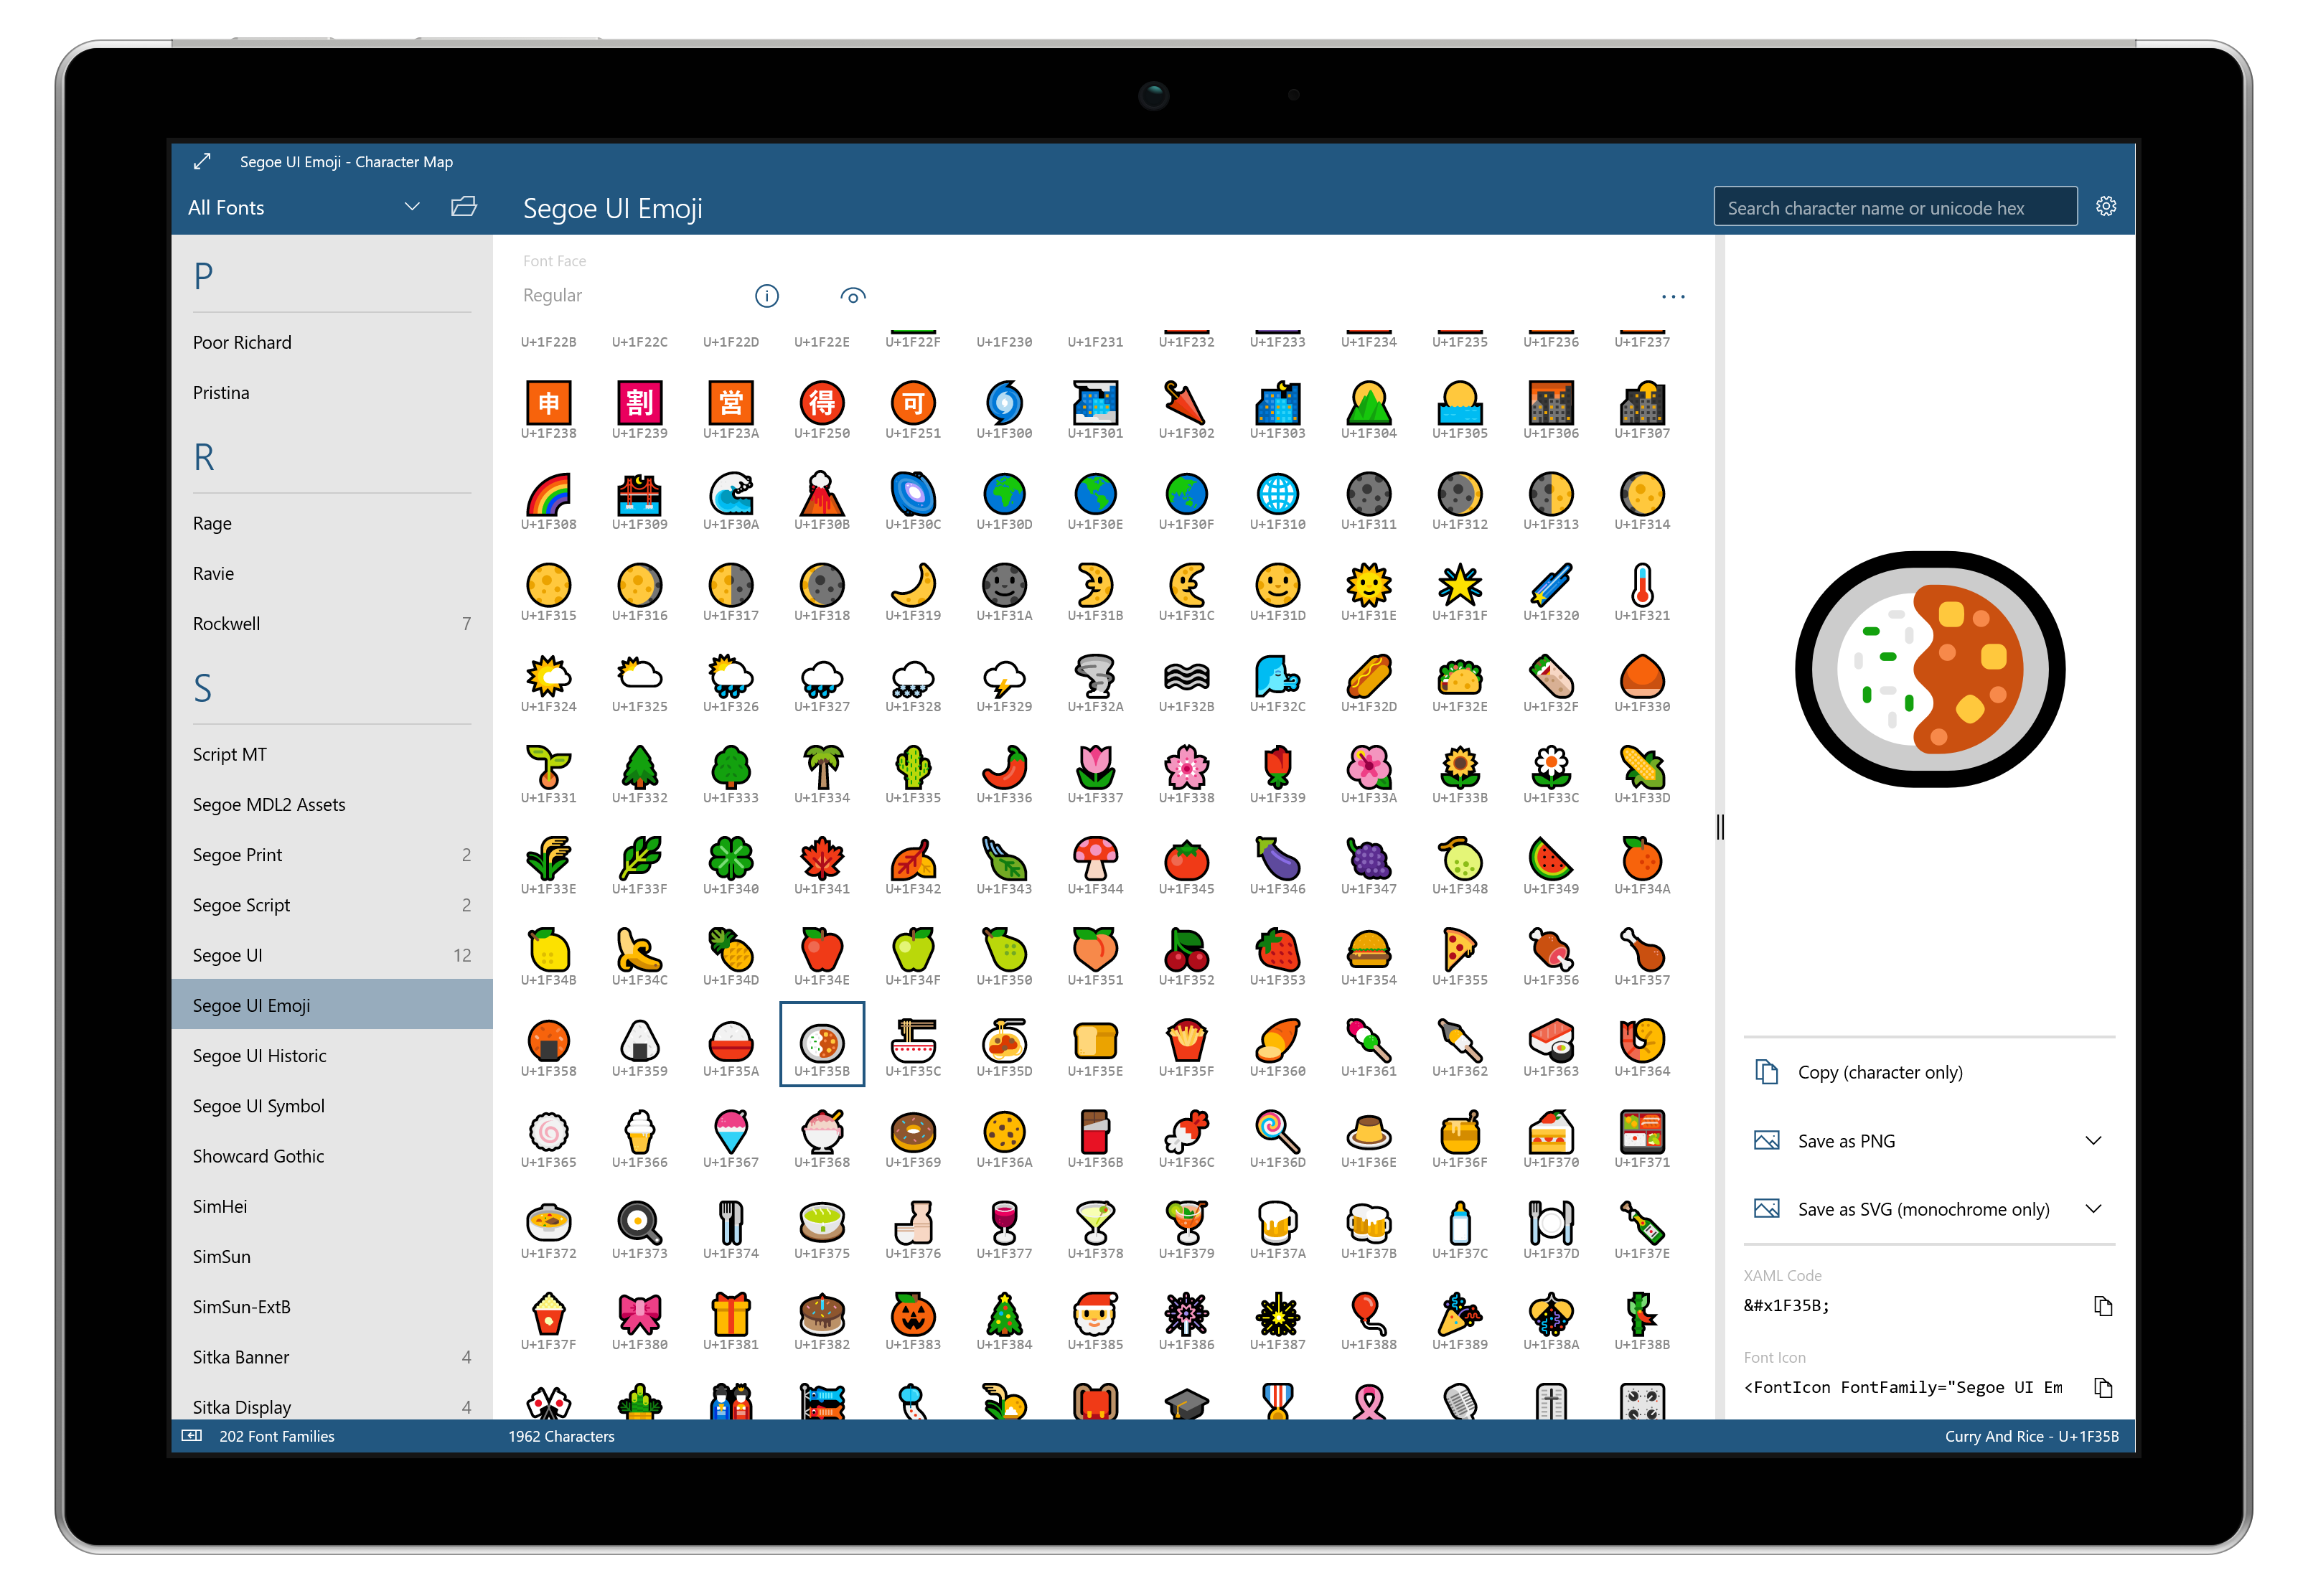 Segoe UI Emoji - Character Map
All Fonts
Segoe UI Emoji
Search character name or unicode hex
P
Poor Richard
Pristina
R
Rage
Ravie
Rockwell 7
S
Script MT
Segoe MDL2 Assets
Segoe Print 2
Segoe Script 2
Segoe UI 12
Segoe UI Emoji
Segoe UI Historic
Segoe UI Symbol
Showcard Gothic
SimHei
SimSun
SimSun-ExtB
Sitka Banner 4
Sitka Display 4
Font Face
Regular
U+1F22B U+1F22C U+1F22D U+1F22E U+1F22F U+1F230 U+1F231 U+1F232 U+1F233 U+1F234 U+1F235 U+1F236 U+1F237
申 割 営 得 可
U+1F238 U+1F239 U+1F23A U+1F250 U+1F251 U+1F300 U+1F301 U+1F302 U+1F303 U+1F304 U+1F305 U+1F306 U+1F307
U+1F308 U+1F309 U+1F30A U+1F30B U+1F30C U+1F30D U+1F30E U+1F30F U+1F310 U+1F311 U+1F312 U+1F313 U+1F314
U+1F315 U+1F316 U+1F317 U+1F318 U+1F319 U+1F31A U+1F31B U+1F31C U+1F31D U+1F31E U+1F31F U+1F320 U+1F321
U+1F324 U+1F325 U+1F326 U+1F327 U+1F328 U+1F329 U+1F32A U+1F32B U+1F32C U+1F32D U+1F32E U+1F32F U+1F330
U+1F331 U+1F332 U+1F333 U+1F334 U+1F335 U+1F336 U+1F337 U+1F338 U+1F339 U+1F33A U+1F33B U+1F33C U+1F33D
U+1F33E U+1F33F U+1F340 U+1F341 U+1F342 U+1F343 U+1F344 U+1F345 U+1F346 U+1F347 U+1F348 U+1F349 U+1F34A
U+1F34B U+1F34C U+1F34D U+1F34E U+1F34F U+1F350 U+1F351 U+1F352 U+1F353 U+1F354 U+1F355 U+1F356 U+1F357
U+1F358 U+1F359 U+1F35A U+1F35B U+1F35C U+1F35D U+1F35E U+1F35F U+1F360 U+1F361 U+1F362 U+1F363 U+1F364
U+1F365 U+1F366 U+1F367 U+1F368 U+1F369 U+1F36A U+1F36B U+1F36C U+1F36D U+1F36E U+1F36F U+1F370 U+1F371
U+1F372 U+1F373 U+1F374 U+1F375 U+1F376 U+1F377 U+1F378 U+1F379 U+1F37A U+1F37B U+1F37C U+1F37D U+1F37E
U+1F37F U+1F380 U+1F381 U+1F382 U+1F383 U+1F384 U+1F385 U+1F386 U+1F387 U+1F388 U+1F389 U+1F38A U+1F38B
Copy (character only)
Save as PNG
Save as SVG (monochrome only)
XAML Code
&#x1F35B;
Font Icon
<FontIcon FontFamily="Segoe UI Em
202 Font Families
1962 Characters
Curry And Rice - U+1F35B